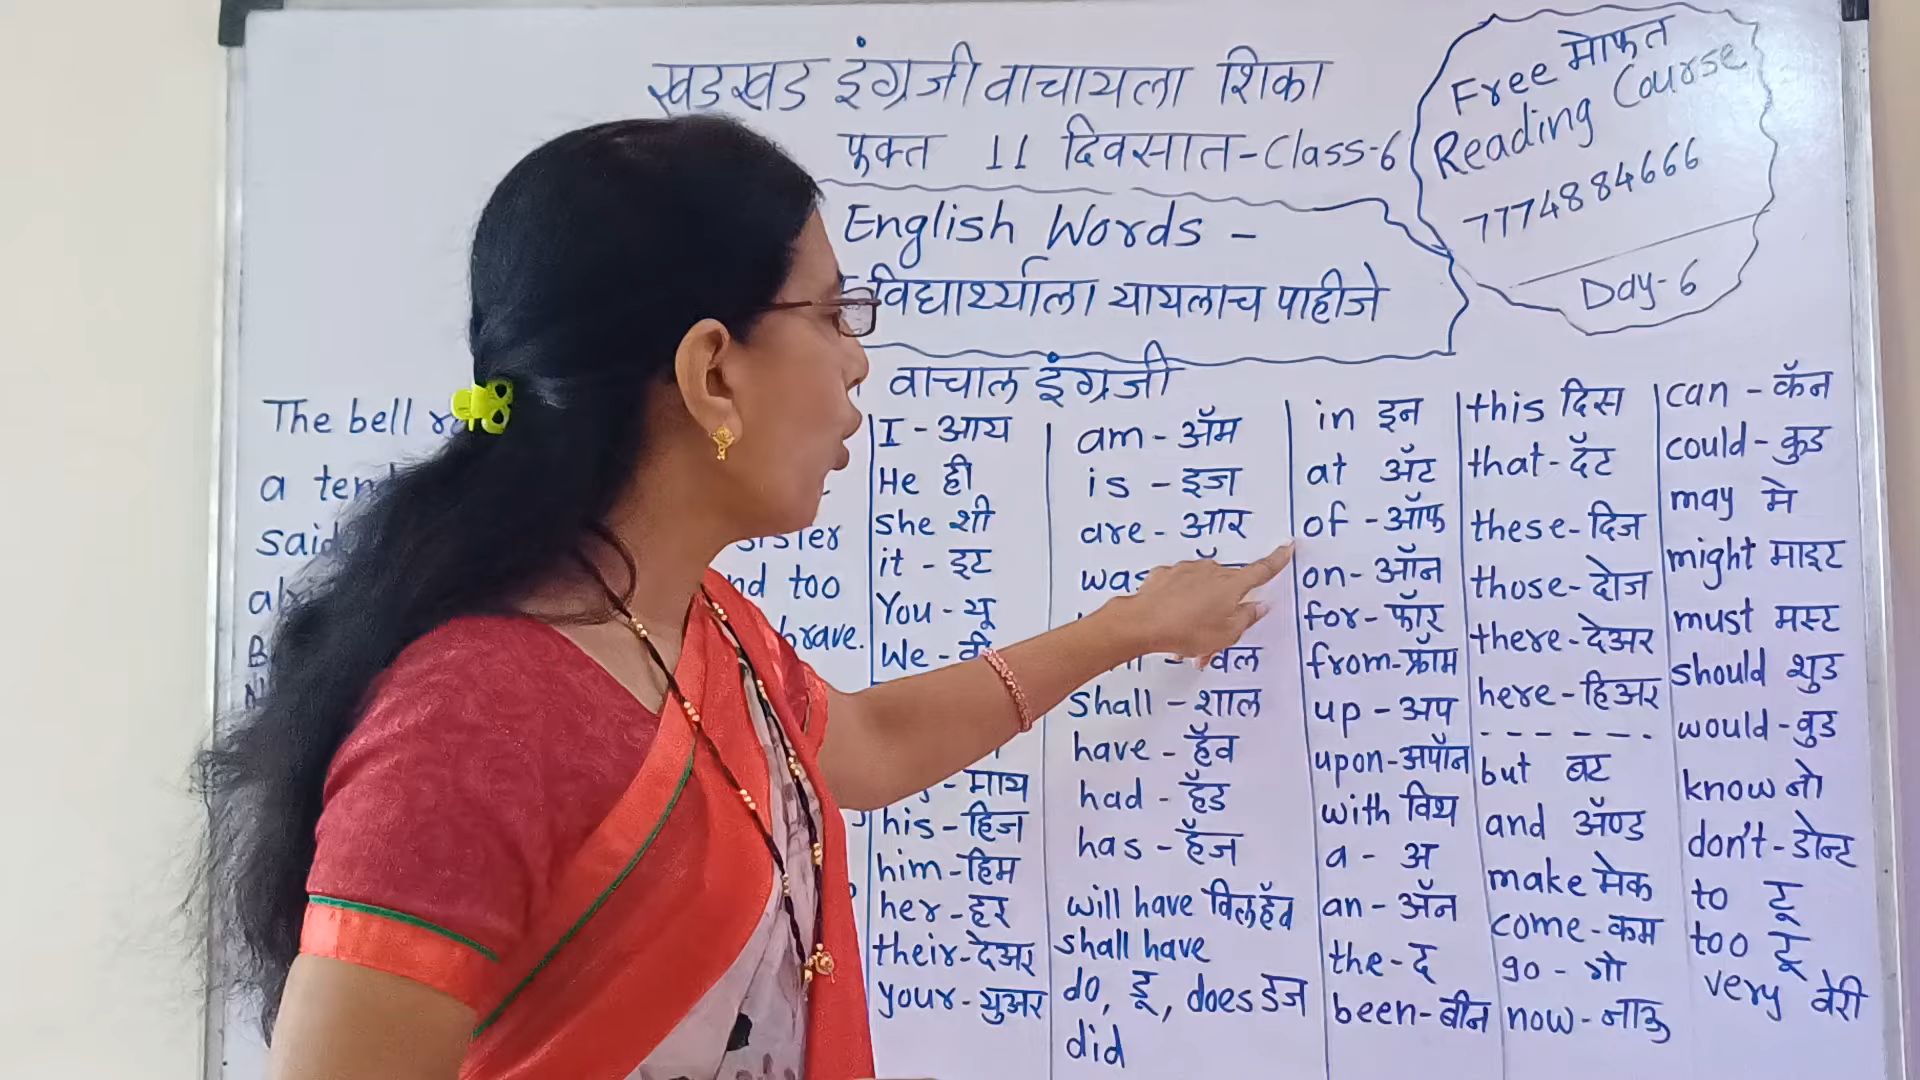 खडखड इंग्रजी वाचायला शिका
फक्त 11 दिवसात-Class-6
Free मोफत
Reading Course
7774884666
Day-6
English Words -
विद्यार्थ्याला यायलाच पाहीजे
वाचाल इंग्रजी
The bell
a ten
said
sister
nd too
brave.
I - आय
He ही
she शी
it - इट
You - यू
We - वी
- माय
his - हिज
him - हिम
her - हर
their - देअर
your - युअर
am - ॲम
is - इज
are - आर
was
- विल
shall - शाल
have - हॅव
had - हॅड
has - हॅज
will have विलहॅव
shall have
do, डू, does डज
did
in इन
at ॲट
of - ऑफ
on - ऑन
for - फॉर
from - फ्रॉम
up - अप
upon - अपॉन
with विथ
a - अ
an - ॲन
the - द
been - बीन
this दिस
that - दॅट
these - दिज
those - दोज
there - देअर
here - हिअर
but बट
and ॲण्ड
make मेक
come - कम
go - गो
now - नाऊ
can - कॅन
could - कुड
may मे
might माइट
must मस्ट
should शुड
would - वुड
know नो
don't - डोन्ट
to टू
too टू
very वेरी